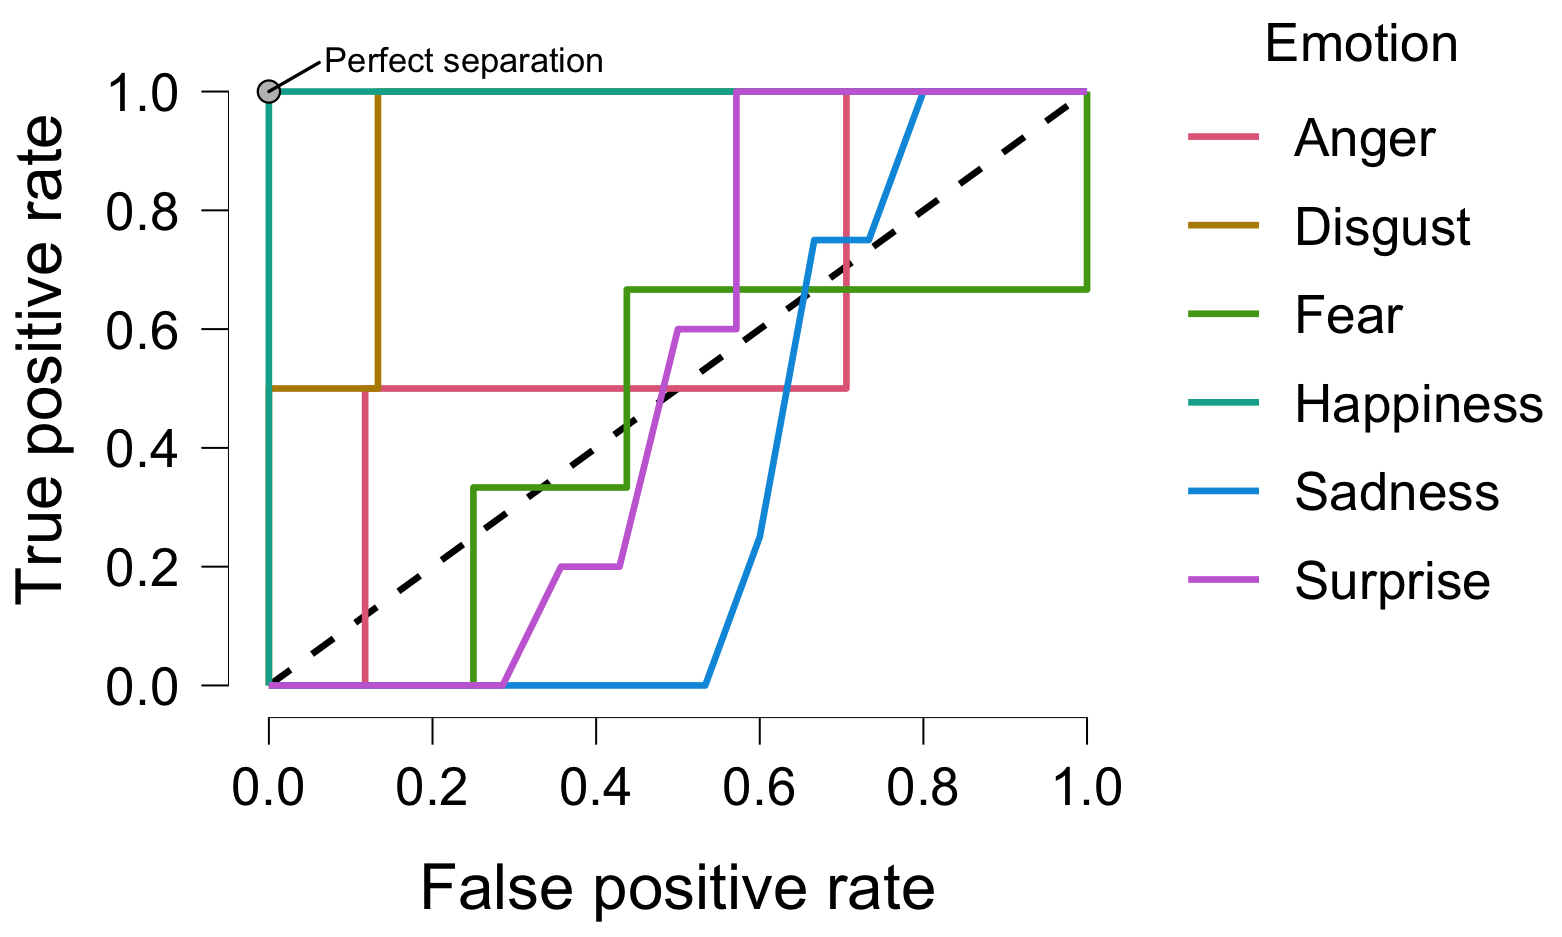 Perfect separation
Emotion
Anger
Disgust
Fear
Happiness
Sadness
Surprise
True positive rate
1.0
0.8
0.6
0.4
0.2
0.0
0.0 0.2 0.4 0.6 0.8 1.0
False positive rate